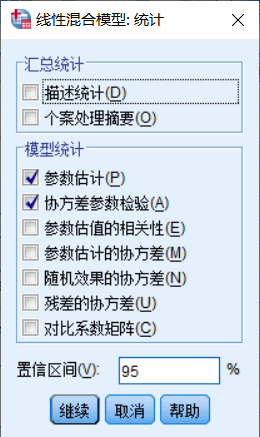 线性混合模型: 统计
汇总统计
描述统计(D)
个案处理摘要(O)
模型统计
参数估计(P)
协方差参数检验(A)
参数估值的相关性(E)
参数估计的协方差(M)
随机效果的协方差(N)
残差的协方差(U)
对比系数矩阵(C)
置信区间(V): 95 %
继续 取消 帮助